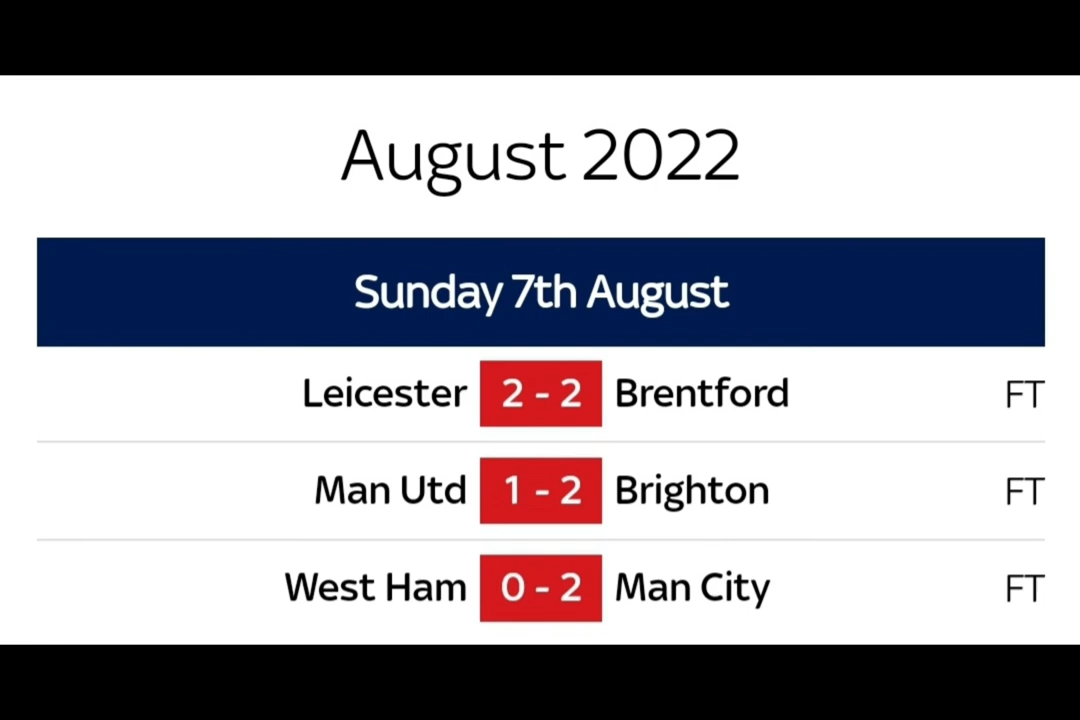 August 2022
Sunday 7th August
Leicester 2 - 2 Brentford FT
Man Utd 1 - 2 Brighton FT
West Ham 0 - 2 Man City FT